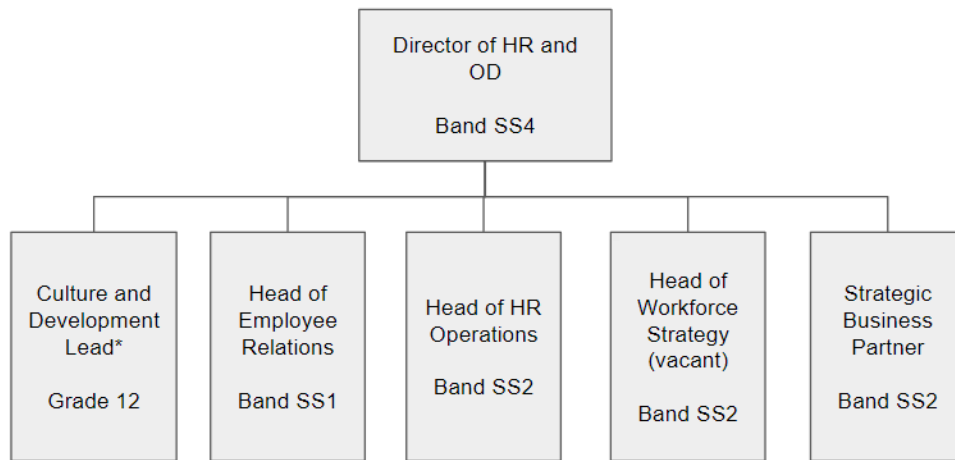 Director of HR and
OD
Band SS4
Culture and
Development
Lead*
Grade 12
Head of
Employee
Relations
Band SS1
Head of HR
Operations
Band SS2
Head of
Workforce
Strategy
(vacant)
Band SS2
Strategic
Business
Partner
Band SS2